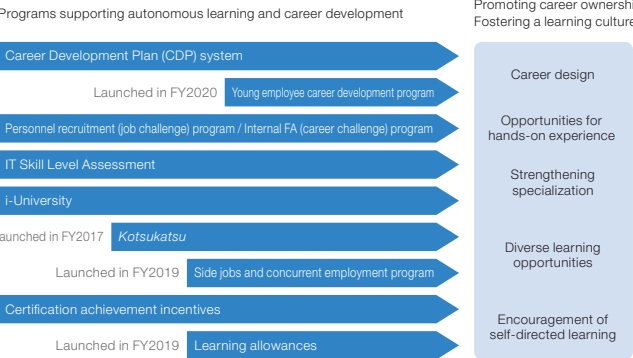 Programs supporting autonomous learning and career development
Career Development Plan (CDP) system
Launched in FY2020
Young employee career development program
Personnel recruitment (job challenge) program / Internal FA (career challenge) program
IT Skill Level Assessment
i-University
Launched in FY2017
Kotsukatsu
Launched in FY2019
Side jobs and concurrent employment program
Certification achievement incentives
Launched in FY2019
Learning allowances
Promoting career
Fostering a learning culture
Career design
Opportunities for
hands-on experience
Strengthening
specialization
Diverse learning
opportunities
Encouragement of
self-directed learning